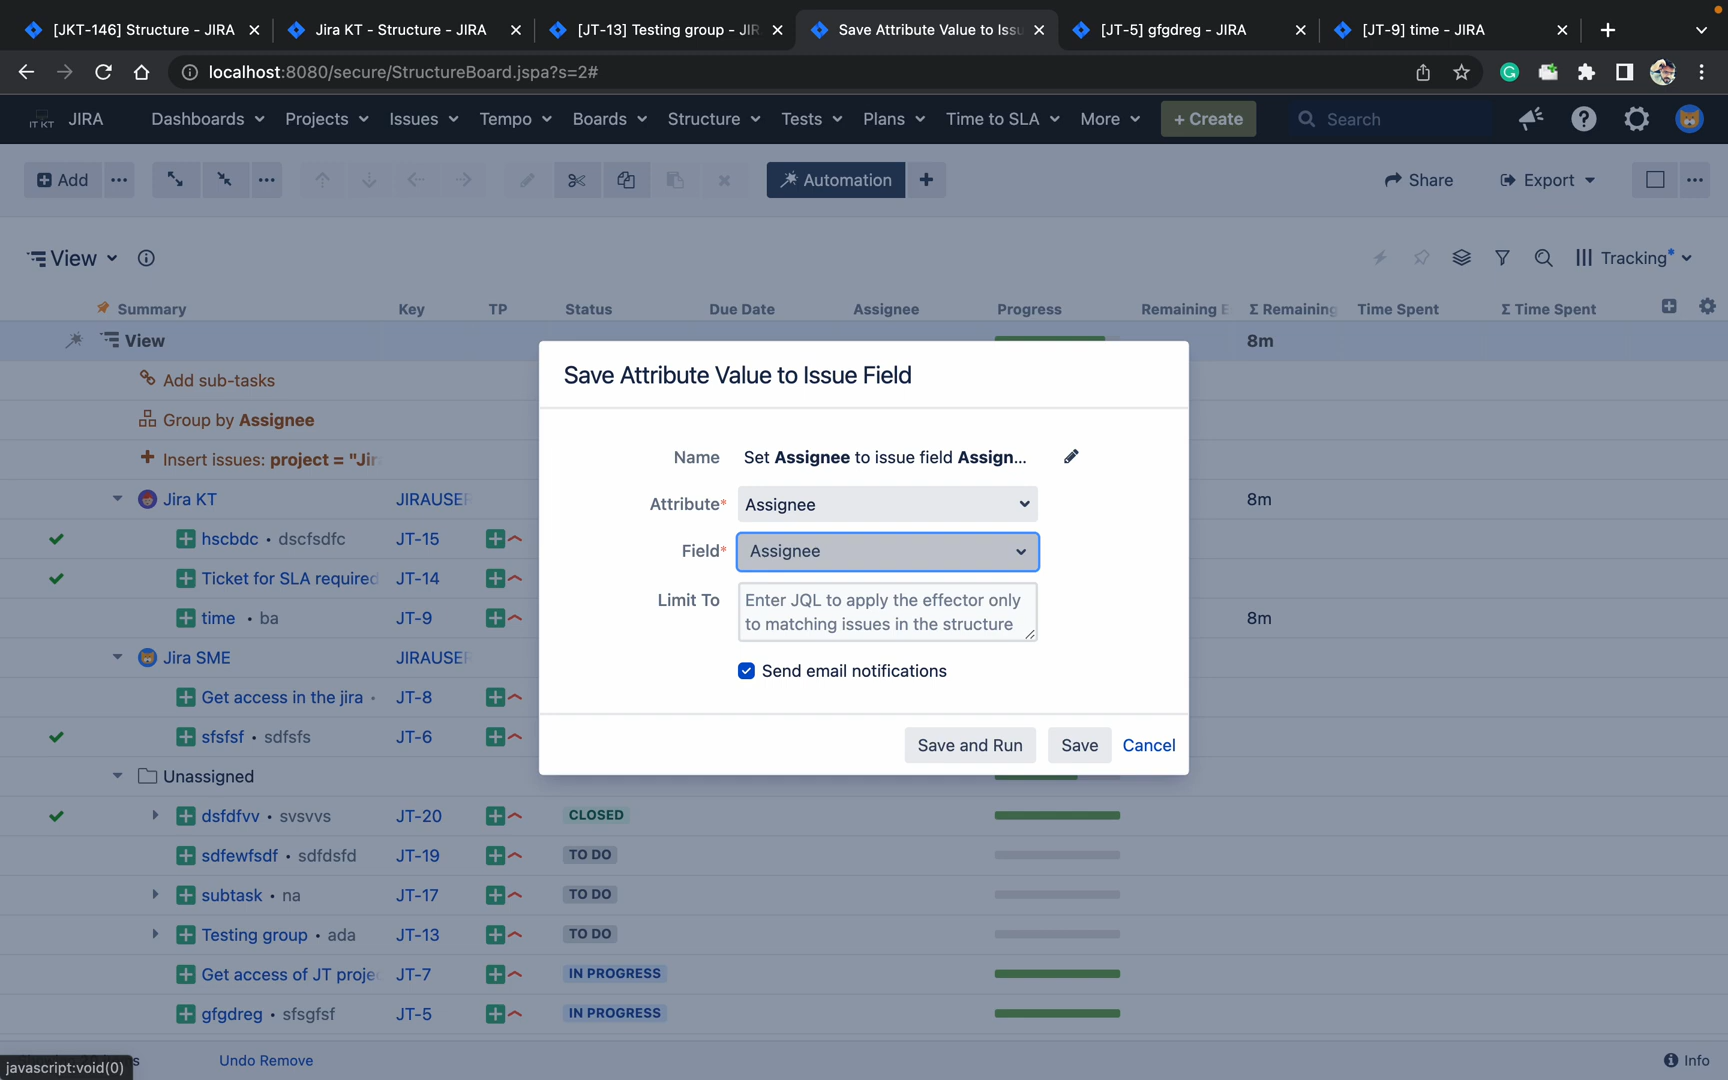 [JKT-146] Structure - JIRA
Jira KT - Structure - JIRA
[JT-13] Testing group - JIR
Save Attribute Value to Issu
[JT-5] gfgdreg - JIRA
[JT-9] time - JIRA
localhost:8080/secure/StructureBoard.jspa?s=2#
IT KT JIRA Dashboards Projects Issues Tempo Boards Structure Tests Plans Time to SLA More + Create Search
Add Automation Share Export
View Tracking*
Summary Key TP Status Due Date Assignee Progress Remaining E Σ Remaining Time Spent Σ Time Spent
View 8m
Add sub-tasks
Group by Assignee
Insert issues: project = "Jir
Jira KT JIRAUSER 8m
hscbdc • dscfsdfc JT-15
Ticket for SLA required JT-14
time • ba JT-9 8m
Jira SME JIRAUSER
Get access in the jira • JT-8
sfsfsf • sdfsfs JT-6
Unassigned
dsfdfvv • svsvvs JT-20 CLOSED
sdfewfsdf • sdfdsfd JT-19 TO DO
subtask • na JT-17 TO DO
Testing group • ada JT-13 TO DO
Get access of JT proje JT-7 IN PROGRESS
gfgdreg • sfsgfsf JT-5 IN PROGRESS
Save Attribute Value to Issue Field
Name Set Assignee to issue field Assign...
Attribute* Assignee
Field* Assignee
Limit To Enter JQL to apply the effector only
to matching issues in the structure
Send email notifications
Save and Run Save Cancel
javascript:void(0) Undo Remove Info